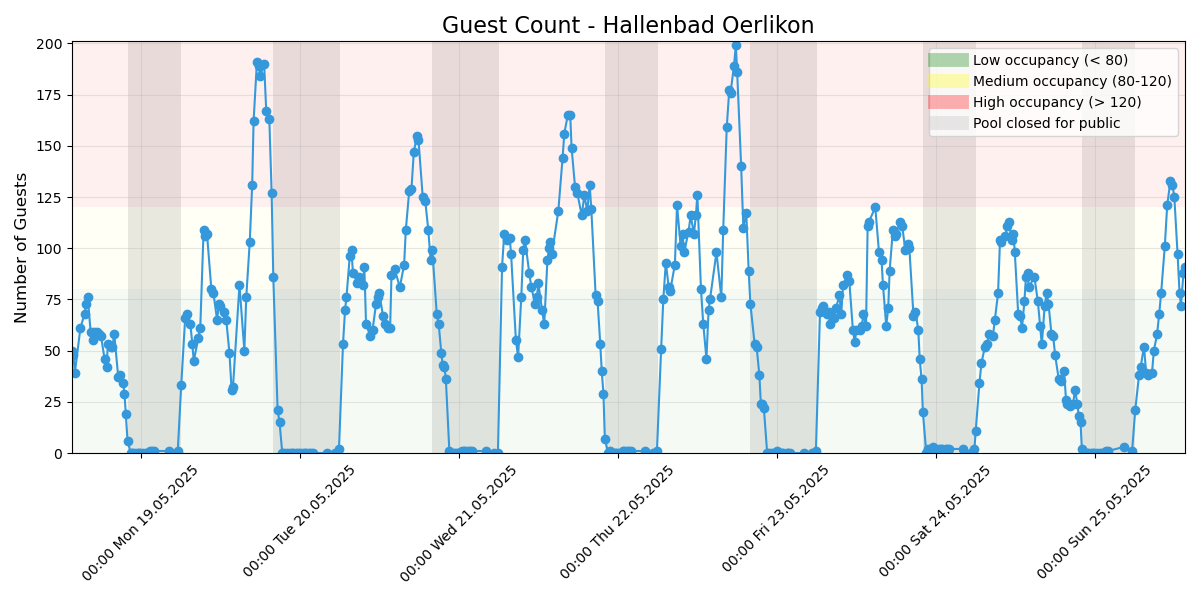 Guest Count - Hallenbad Oerlikon
Number of Guests
200
175
150
125
100
75
50
25
0
Low occupancy (< 80)
Medium occupancy (80-120)
High occupancy (> 120)
Pool closed for public
00:00 Mon 19.05.2025
00:00 Tue 20.05.2025
00:00 Wed 21.05.2025
00:00 Thu 22.05.2025
00:00 Fri 23.05.2025
00:00 Sat 24.05.2025
00:00 Sun 25.05.2025